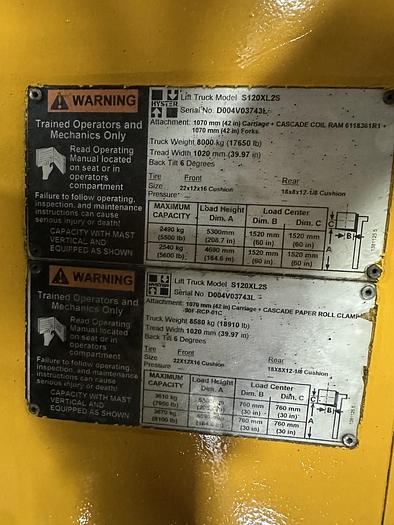 WARNING
Trained Operators and
Mechanics Only
Read Operating
Manual located
on seat or in
operators
compartment
Failure to follow operating,
inspection, and maintenance
instructions can cause
serious injury or death!
CAPACITY WITH MAST
VERTICAL AND
EQUIPPED AS SHOWN
HYSTER
Lift Truck Model S120XL2S
Serial No. D004V03743L
Attachment: 1070 mm (42 in) Carriage + CASCADE COIL RAM 6118361R1 +
1070 mm (42 in) Forks.
Truck Weight 8000 kg (17650 lb)
Tread Width 1020 mm (39.97 in)
Back Tilt 6 Degrees
Tire Front Rear
Size 22x12x16 Cushion 18x8x12-1/8 Cushion
Pressure
MAXIMUM CAPACITY Load Height Dim. A Load Center Dim. B Dim. C
2490 kg (5500 lb) 5300mm (208.7 in) 1520 mm (60 in) 1520 mm (60 in)
2540 kg (5600 lb) 4690 mm (184.6 in) 1520 mm (60 in) 1520 mm (60 in)
C
B
A
WARNING
Trained Operators and
Mechanics Only
Read Operating
Manual located
on seat or in
operators
compartment
Failure to follow operating,
inspection, and maintenance
instructions can cause
serious injury or death!
CAPACITY WITH MAST
VERTICAL AND
EQUIPPED AS SHOWN
HYSTER
Lift Truck Model S120XL2S
Serial No. D004V03743L
Attachment: 1070 mm (42 in) Carriage + CASCADE PAPER ROLL CLAMP
90F-RCP-01C
Truck Weight 8580 kg (18910 lb)
Tread Width 1020 mm (39.97 in)
Back Tilt 6 Degrees
Tire Front Rear
Size 22X12X16 Cushion 18X8X12-1/8 Cushion
Pressure
MAXIMUM CAPACITY Load Height Dim. A Load Center Dim. B Dim. C
3610 kg (7950 lb) 760 mm (30 in) 760 mm (30 in)
3670 kg (8100 lb) 760 mm (30 in) 760 mm (30 in)
C
B
A